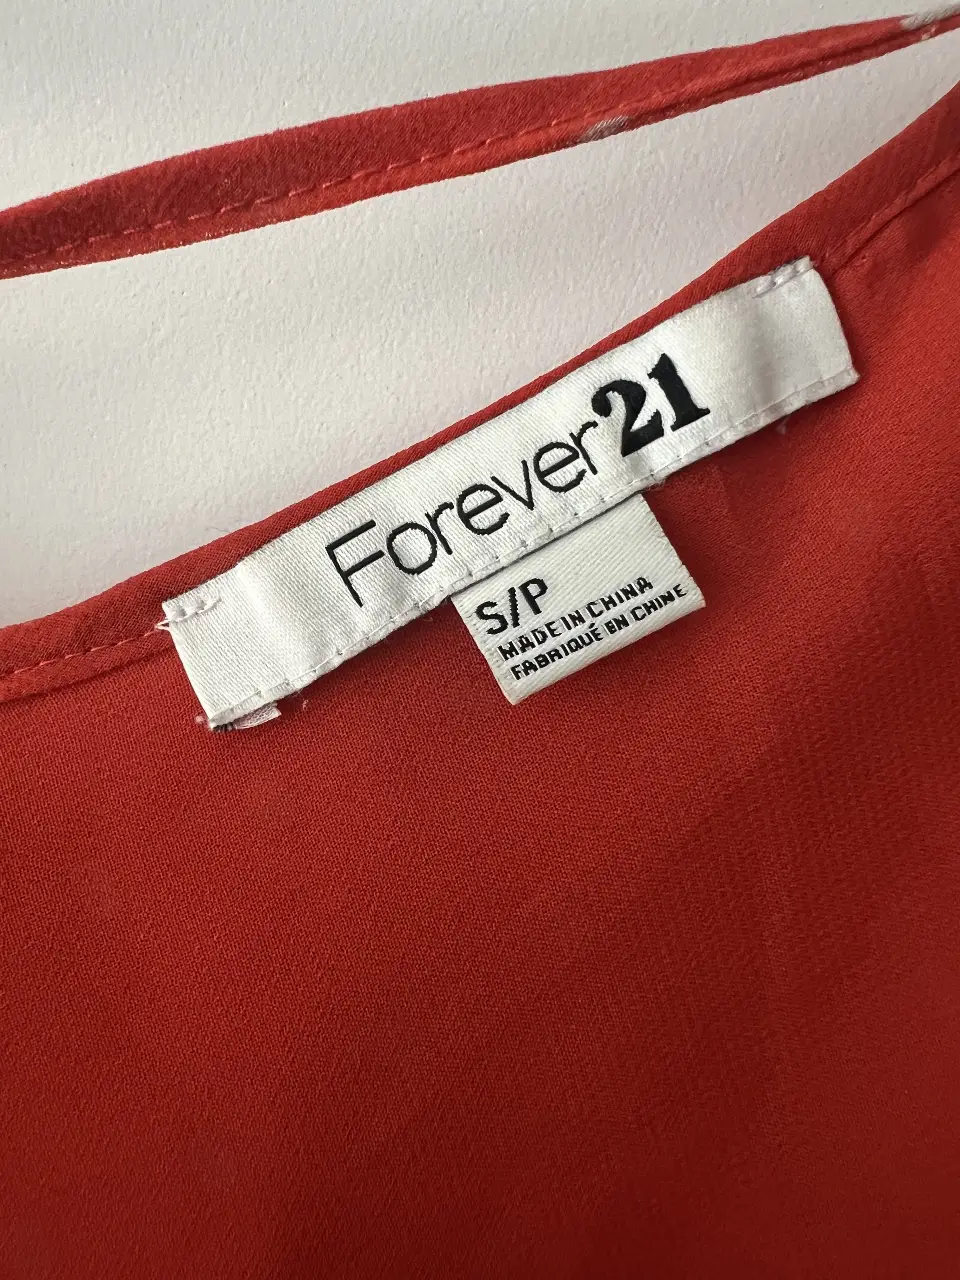 Forever21
S/P
MADE IN CHINA
FABRIQUÉ EN CHINE